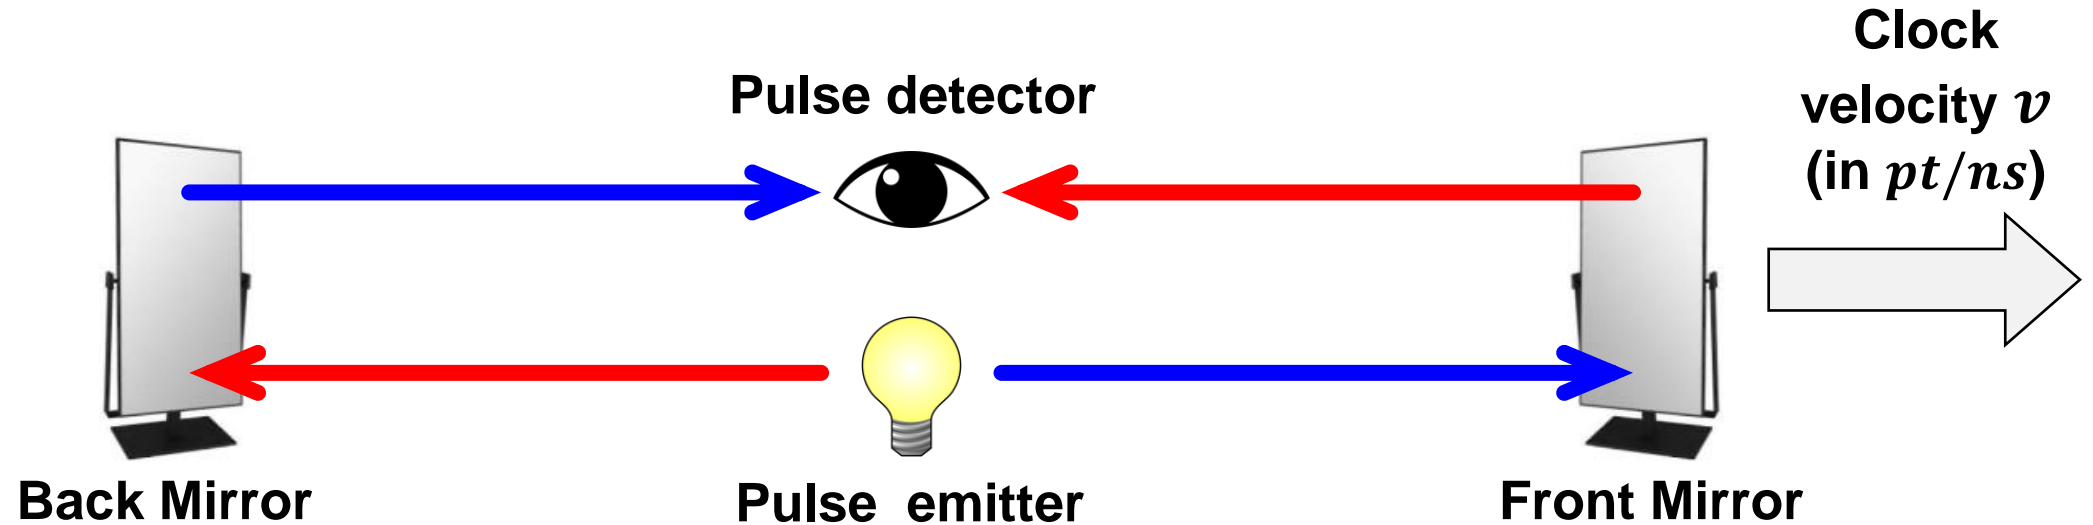 Clock
velocity 𝒗
(in 𝒑𝒕/𝒏𝒔)
Pulse detector
Back Mirror
Pulse emitter
Front Mirror